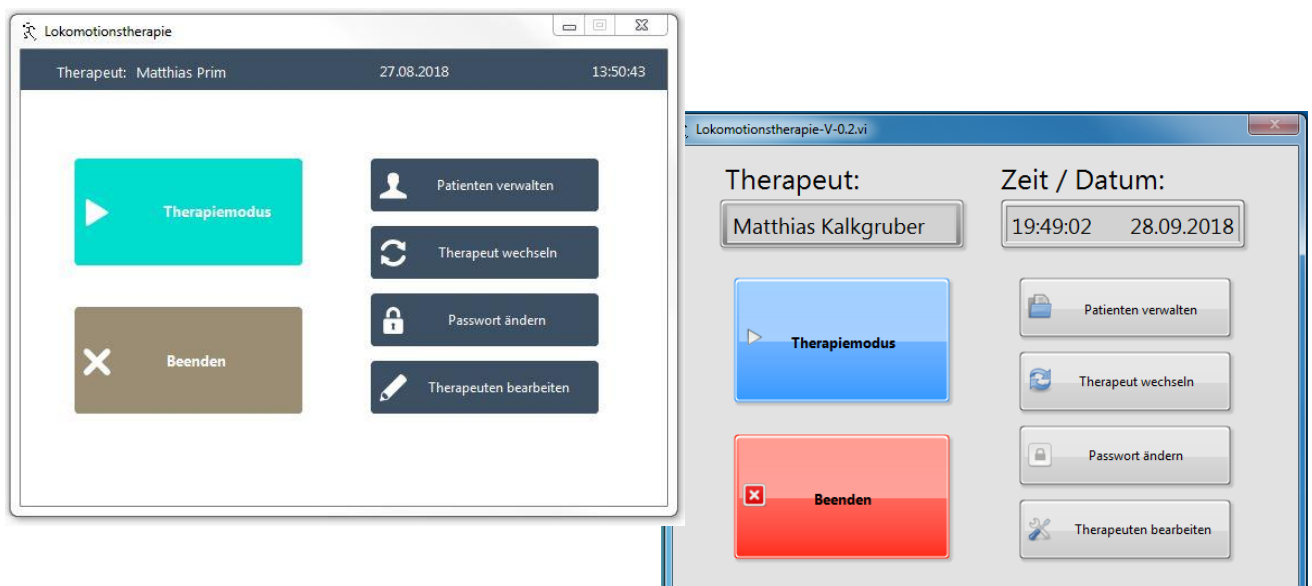 Lokomotionstherapie
Therapeut: Matthias Prim 27.08.2018 13:50:43
Therapiemodus
Beenden
Patienten verwalten
Therapeut wechseln
Passwort ändern
Therapeuten bearbeiten
Lokomotionstherapie-V-0.2.vi
Therapeut: Zeit / Datum:
Matthias Kalkgruber 19:49:02 28.09.2018
Therapiemodus
Beenden
Patienten verwalten
Therapeut wechseln
Passwort ändern
Therapeuten bearbeiten